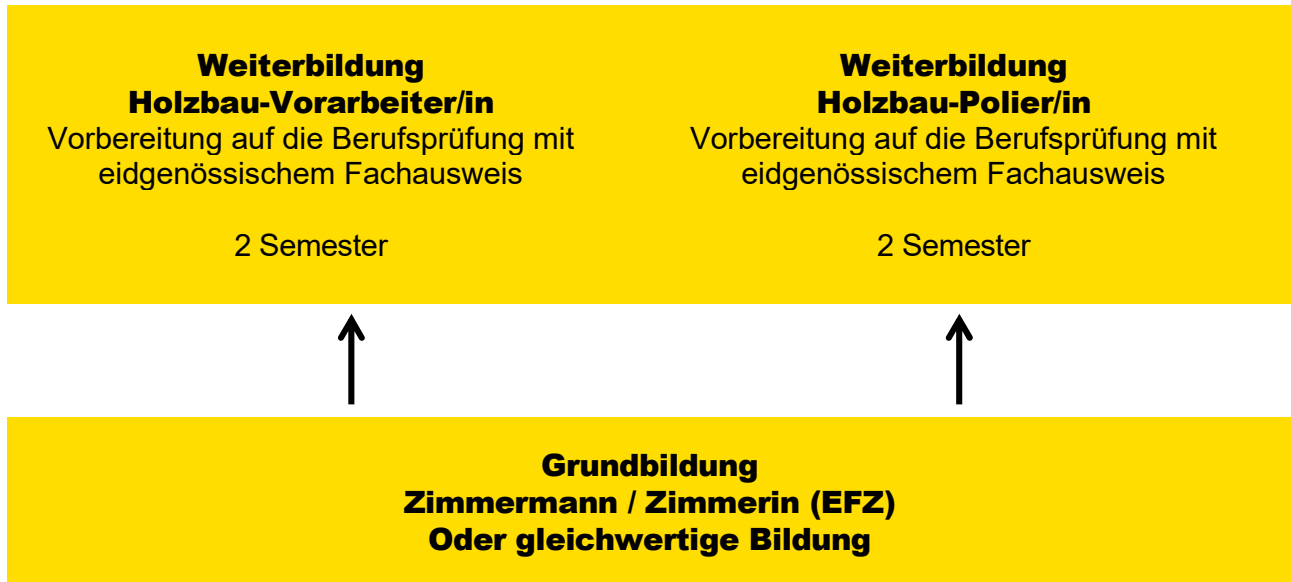 Weiterbildung
Holzbau-Vorarbeiter/in
Vorbereitung auf die Berufsprüfung mit
eidgenössischem Fachausweis
2 Semester
Weiterbildung
Holzbau-Polier/in
Vorbereitung auf die Berufsprüfung mit
eidgenössischem Fachausweis
2 Semester
Grundbildung
Zimmermann / Zimmerin (EFZ)
Oder gleichwertige Bildung